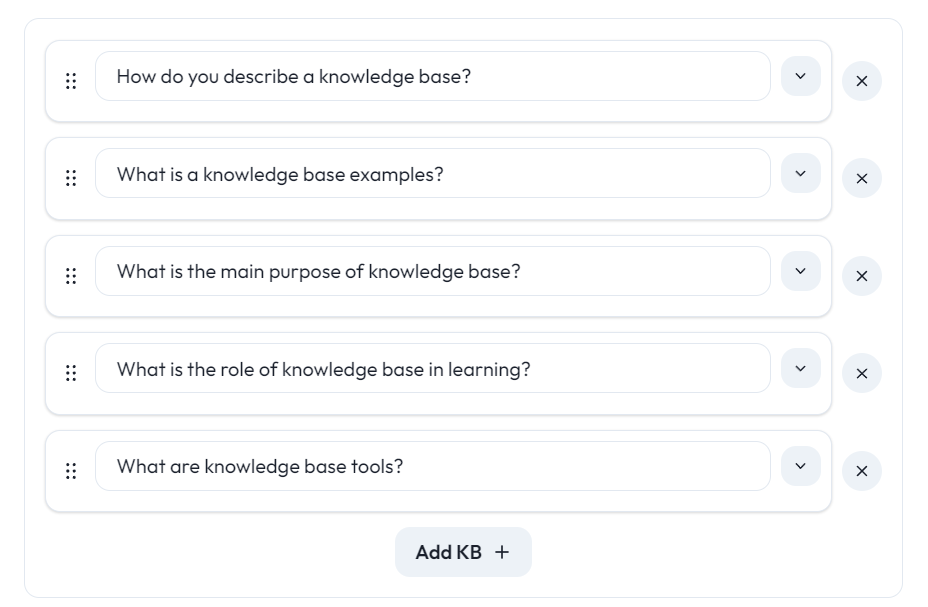 How do you describe a knowledge base?
What is a knowledge base examples?
What is the main purpose of knowledge base?
What is the role of knowledge base in learning?
What are knowledge base tools?
Add KB +